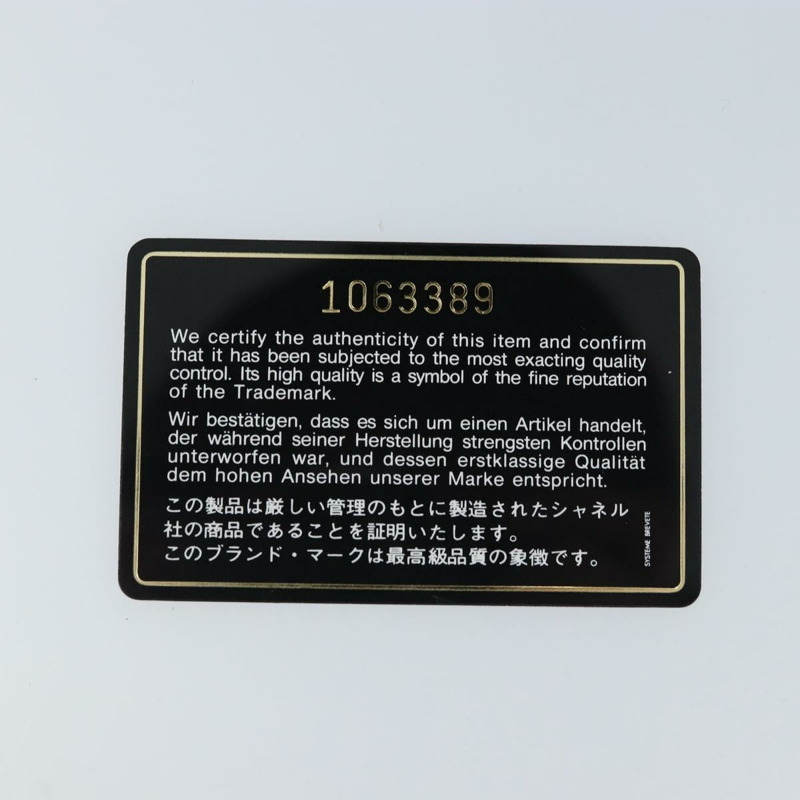 1063389
We certify the authenticity of this item and confirm
that it has been subjected to the most exacting quality
control. Its high quality is a symbol of the fine reputation
of the Trademark.
Wir bestätigen, dass es sich um einen Artikel handelt,
der während seiner Herstellung strengsten Kontrollen
unterworfen war, und dessen erstklassige Qualität
dem hohen Ansehen unserer Marke entspricht.
この製品は厳しい管理のもとに製造されたシャネル
社の商品であることを証明いたします。
このブランド・マークは最高級品質の象徴です。
SYSTEME BREVETE